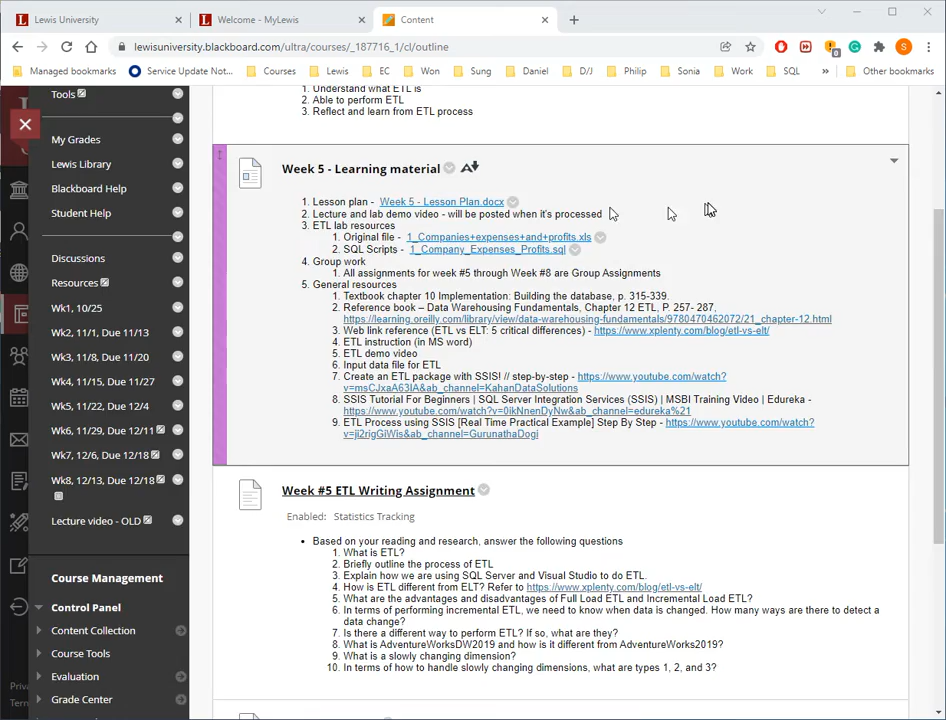 Lewis University
Welcome - MyLewis
Content
lewisuniversity.blackboard.com/ultra/courses/_187716_1/cl/outline
S
Managed bookmarks
Service Update Not...
Courses
Lewis
EC
Won
Sung
Daniel
D/J
Philip
Sonia
Work
SQL
Other bookmarks
Tools
My Grades
Lewis Library
Blackboard Help
Student Help
Discussions
Resources
Wk1, 10/25
Wk2, 11/1, Due 11/13
Wk3, 11/8, Due 11/20
Wk4, 11/15, Due 11/27
Wk5, 11/22, Due 12/4
Wk6, 11/29, Due 12/11
Wk7, 12/6, Due 12/18
Wk8, 12/13, Due 12/18
Lecture video - OLD
Course Management
Control Panel
Content Collection
Course Tools
Evaluation
Grade Center
1. Understand what ETL is
2. Able to perform ETL
3. Reflect and learn from ETL process
Week 5 - Learning material
1. Lesson plan - Week 5 - Lesson Plan.docx
2. Lecture and lab demo video - will be posted when it's processed
3. ETL lab resources
1. Original file - 1_Companies+expenses+and+profits.xls
2. SQL Scripts - 1_Company_Expenses_Profits.sql
4. Group work
1. All assignments for week #5 through Week #8 are Group Assignments
5. General resources
1. Textbook chapter 10 Implementation: Building the database, p. 315-339.
2. Reference book – Data Warehousing Fundamentals, Chapter 12 ETL, P. 257- 287,
https://learning.oreilly.com/library/view/data-warehousing-fundamentals/9780470462072/21_chapter-12.html
3. Web link reference (ETL vs ELT: 5 critical differences) - https://www.xplenty.com/blog/etl-vs-elt/
4. ETL instruction (in MS word)
5. ETL demo video
6. Input data file for ETL
7. Create an ETL package with SSIS! // step-by-step - https://www.youtube.com/watch?
v=msCJxaA63IA&ab_channel=KahanDataSolutions
8. SSIS Tutorial For Beginners | SQL Server Integration Services (SSIS) | MSBI Training Video | Edureka -
https://www.youtube.com/watch?v=0ikNnenDyNw&ab_channel=edureka%21
9. ETL Process using SSIS [Real Time Practical Example] Step By Step - https://www.youtube.com/watch?
v=ji2rigGiWis&ab_channel=GurunathaDogi
Week #5 ETL Writing Assignment
Enabled: Statistics Tracking
• Based on your reading and research, answer the following questions
1. What is ETL?
2. Briefly outline the process of ETL
3. Explain how we are using SQL Server and Visual Studio to do ETL.
4. How is ETL different from ELT? Refer to https://www.xplenty.com/blog/etl-vs-elt/
5. What are the advantages and disadvantages of Full Load ETL and Incremental Load ETL?
6. In terms of performing incremental ETL, we need to know when data is changed. How many ways are there to detect a
data change?
7. Is there a different way to perform ETL? If so, what are they?
8. What is AdventureWorksDW2019 and how is it different from AdventureWorks2019?
9. What is a slowly changing dimension?
10. In terms of how to handle slowly changing dimensions, what are types 1, 2, and 3?